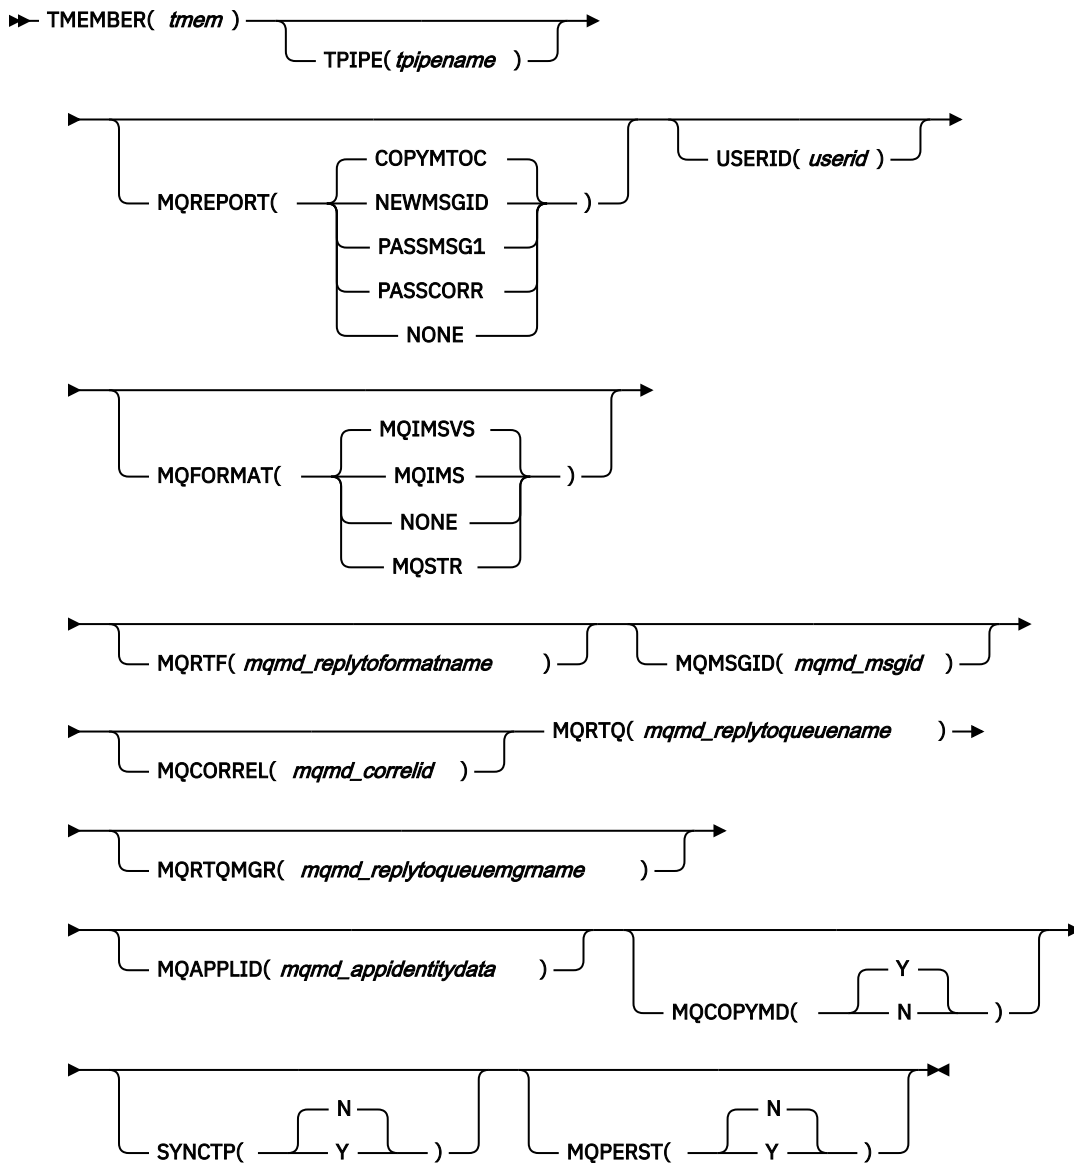 TMEMBER( tmem )
TPIPE( tpipename )
MQREPORT( COPYMTOC )
NEWMSGID
PASSMSG1
PASSCORR
NONE
USERID( userid )
MQFORMAT( MQIMSVS )
MQIMS
NONE
MQSTR
MQRTF( mqmd_replytoformatname ) MQMSGID( mqmd_msgid )
MQCORREL( mqmd_correlid ) MQRTQ( mqmd_replytoqueuename )
MQRTQMGR( mqmd_replytoqueuemgrname )
MQAPPLID( mqmd_appidentitydata )
MQCOPYMD( Y )
N
SYNCTP( N )
Y
MQPERST( N )
Y